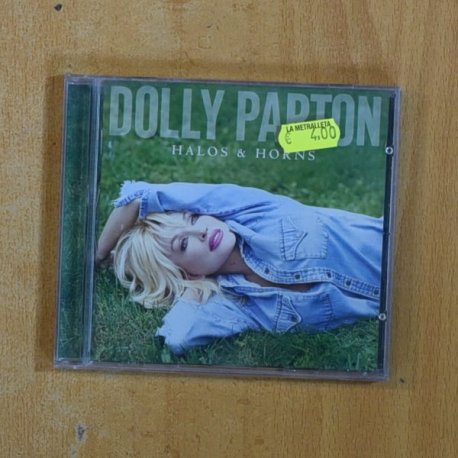 DOLLY PARTON
LA METRALLETA
€ 4,00
HALOS & HORNS